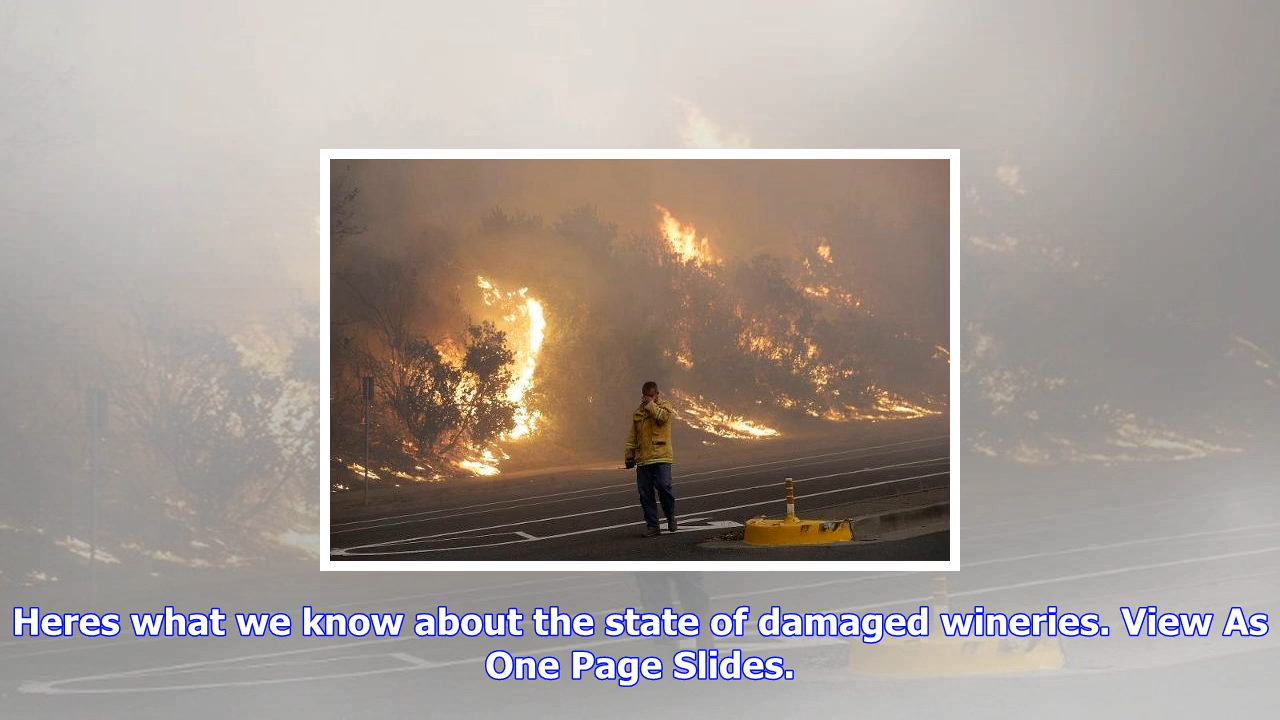 Heres what we know about the state of damaged wineries. View As
One Page Slides.